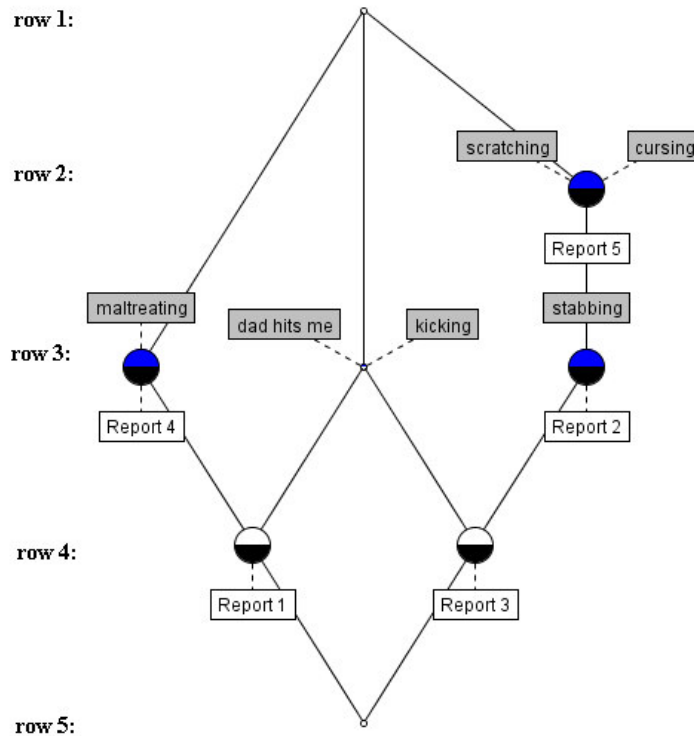 row 1:
scratching
cursing
row 2:
Report 5
maltreating
dad hits me
kicking
stabbing
row 3:
Report 4
Report 2
row 4:
Report 1
Report 3
row 5: